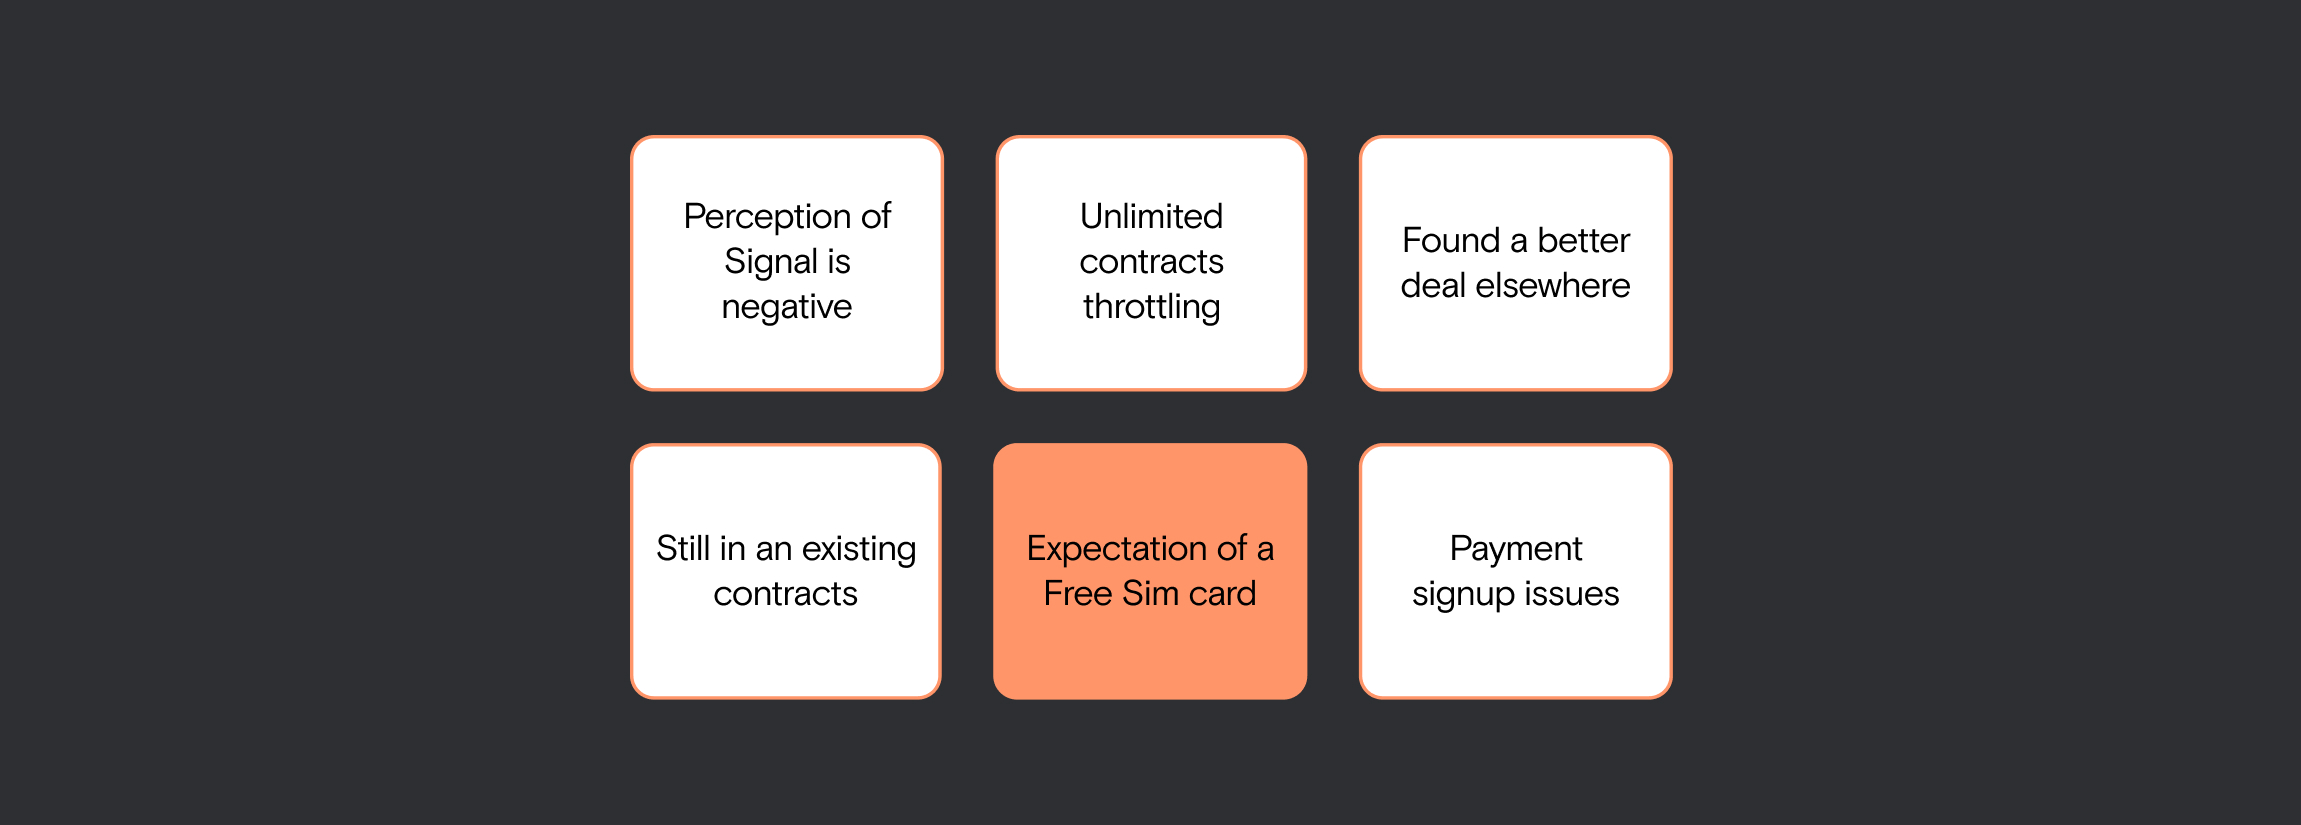 Perception of
Signal is
negative
Unlimited
contracts
throttling
Found a better
deal elsewhere
Still in an existing
contracts
Expectation of a
Free Sim card
Payment
signup issues